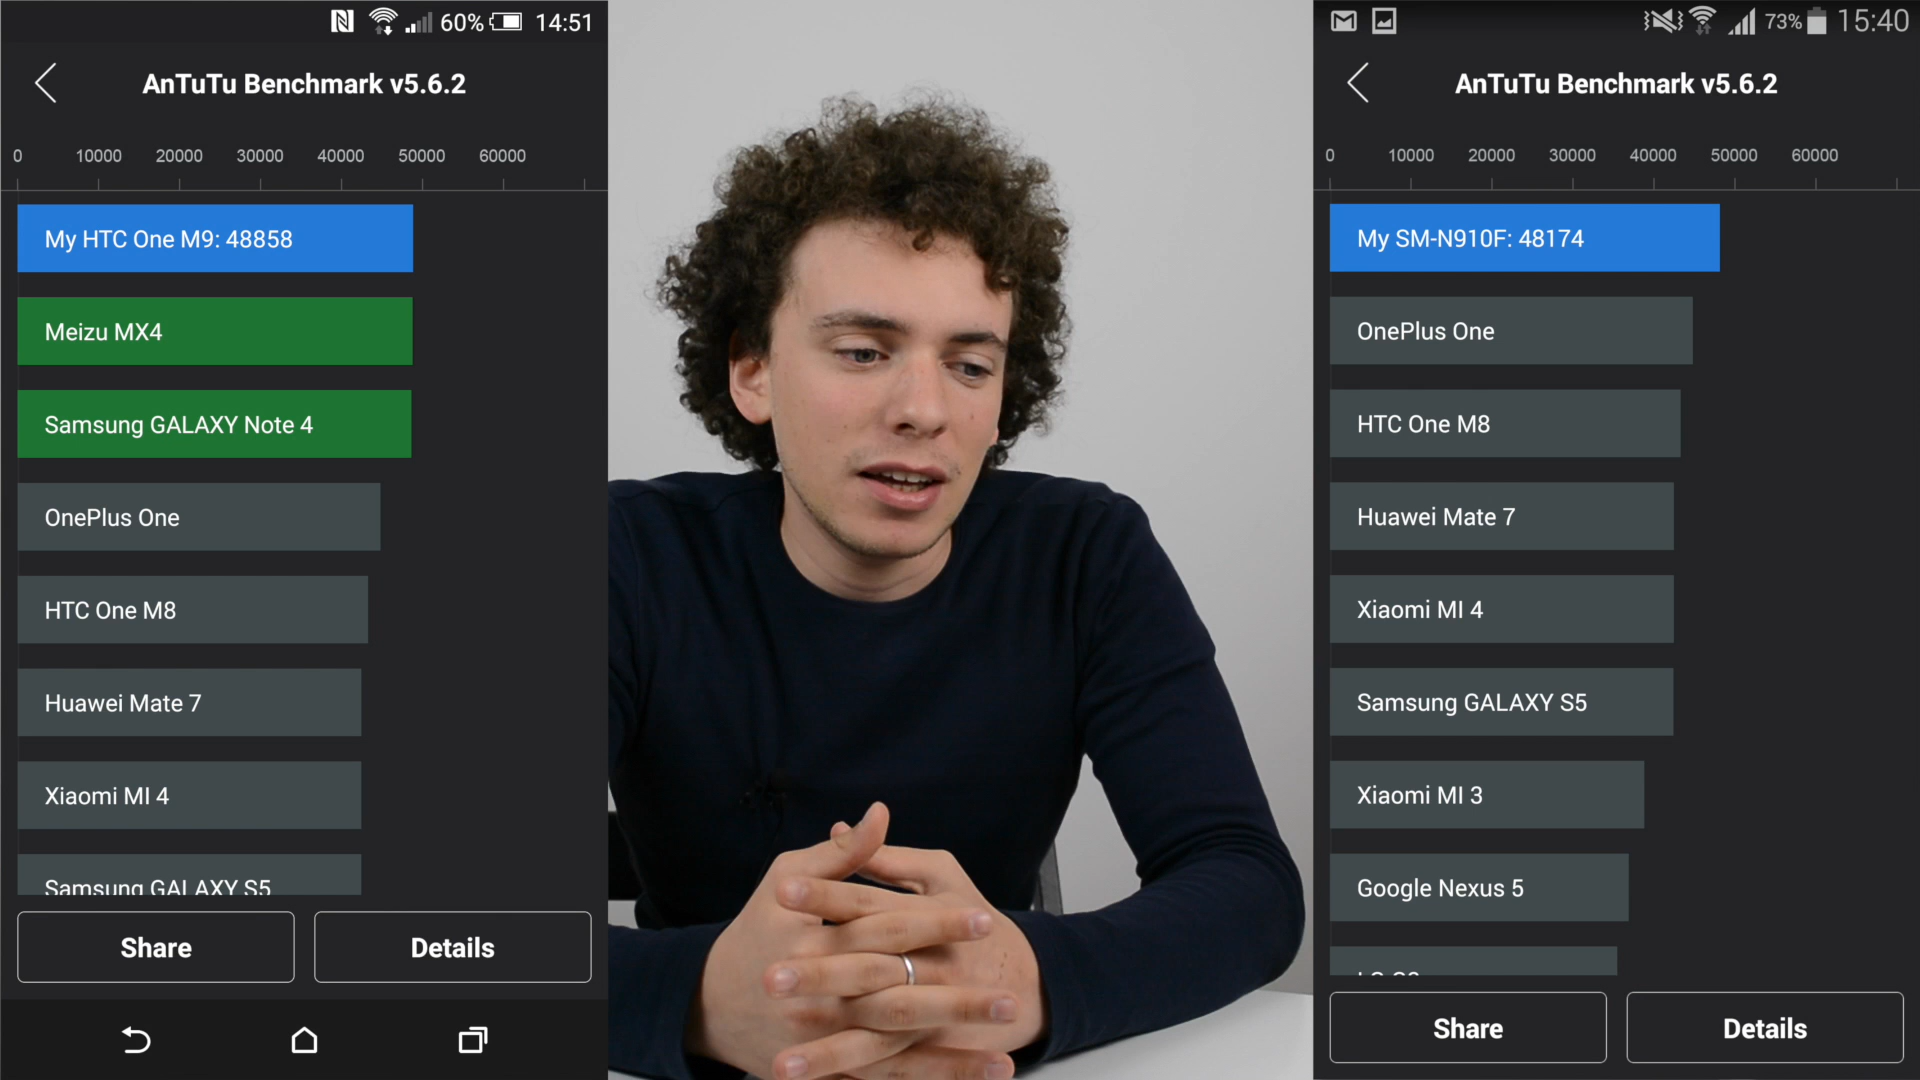 60% 14:51
AnTuTu Benchmark v5.6.2
0 10000 20000 30000 40000 50000 60000
My HTC One M9: 48858
Meizu MX4
Samsung GALAXY Note 4
OnePlus One
HTC One M8
Huawei Mate 7
Xiaomi MI 4
Samsung GALAXY S5
Share Details
73% 15:40
AnTuTu Benchmark v5.6.2
0 10000 20000 30000 40000 50000 60000
My SM-N910F: 48174
OnePlus One
HTC One M8
Huawei Mate 7
Xiaomi MI 4
Samsung GALAXY S5
Xiaomi MI 3
Google Nexus 5
Share Details